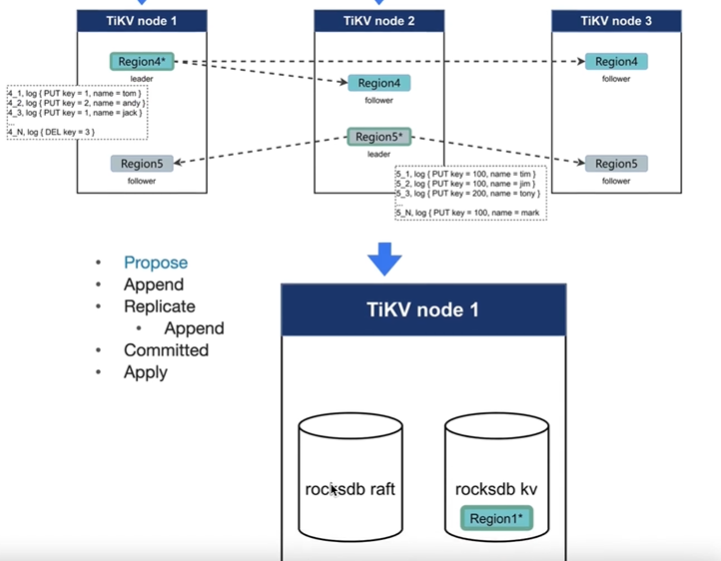 TiKV node 1
TiKV node 2
TiKV node 3
Region4*
leader
Region4
follower
Region4
follower
4_1, log { PUT key = 1, name = tom }
4_2, log { PUT key = 2, name = andy }
4_3, log { PUT key = 1, name = jack }
...
4_N, log { DEL key = 3 }
Region5*
leader
Region5
follower
Region5
follower
5_1, log { PUT key = 100, name = tim }
5_2, log { PUT key = 100, name = jim }
5_3, log { PUT key = 200, name = tony }
...
5_N, log { PUT key = 100, name = mark
• Propose
• Append
• Replicate
• Append
• Committed
• Apply
TiKV node 1
rocksdb raft
rocksdb kv
Region1*